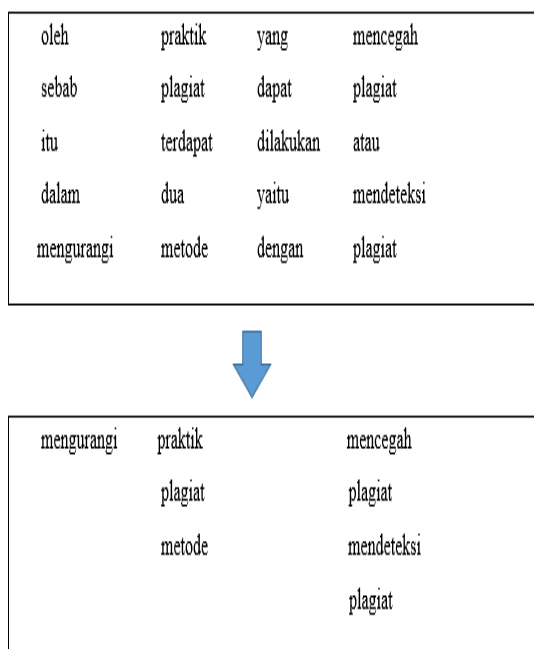 oleh praktik yang mencegah
sebab plagiat dapat plagiat
itu terdapat dilakukan atau
dalam dua yaitu mendeteksi
mengurangi metode dengan plagiat
mengurangi praktik mencegah
plagiat plagiat
metode mendeteksi
plagiat